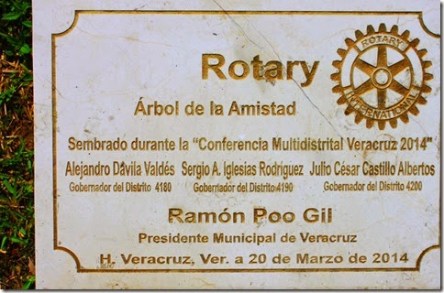 Rotary
ROTARY
INTERNATIONAL
Árbol de la Amistad
Sembrado durante la "Conferencia Multidistrital Veracruz 2014"
Alejandro Dávila Valdés Sergio A. Iglesias Rodríguez Julio César Castillo Albertos
Gobernador del Distrito 4180 Gobernador del Distrito 4190 Gobernador del Distrito 4200
Ramón Poo Gil
Presidente Municipal de Veracruz
H. Veracruz, Ver. a 20 de Marzo de 2014